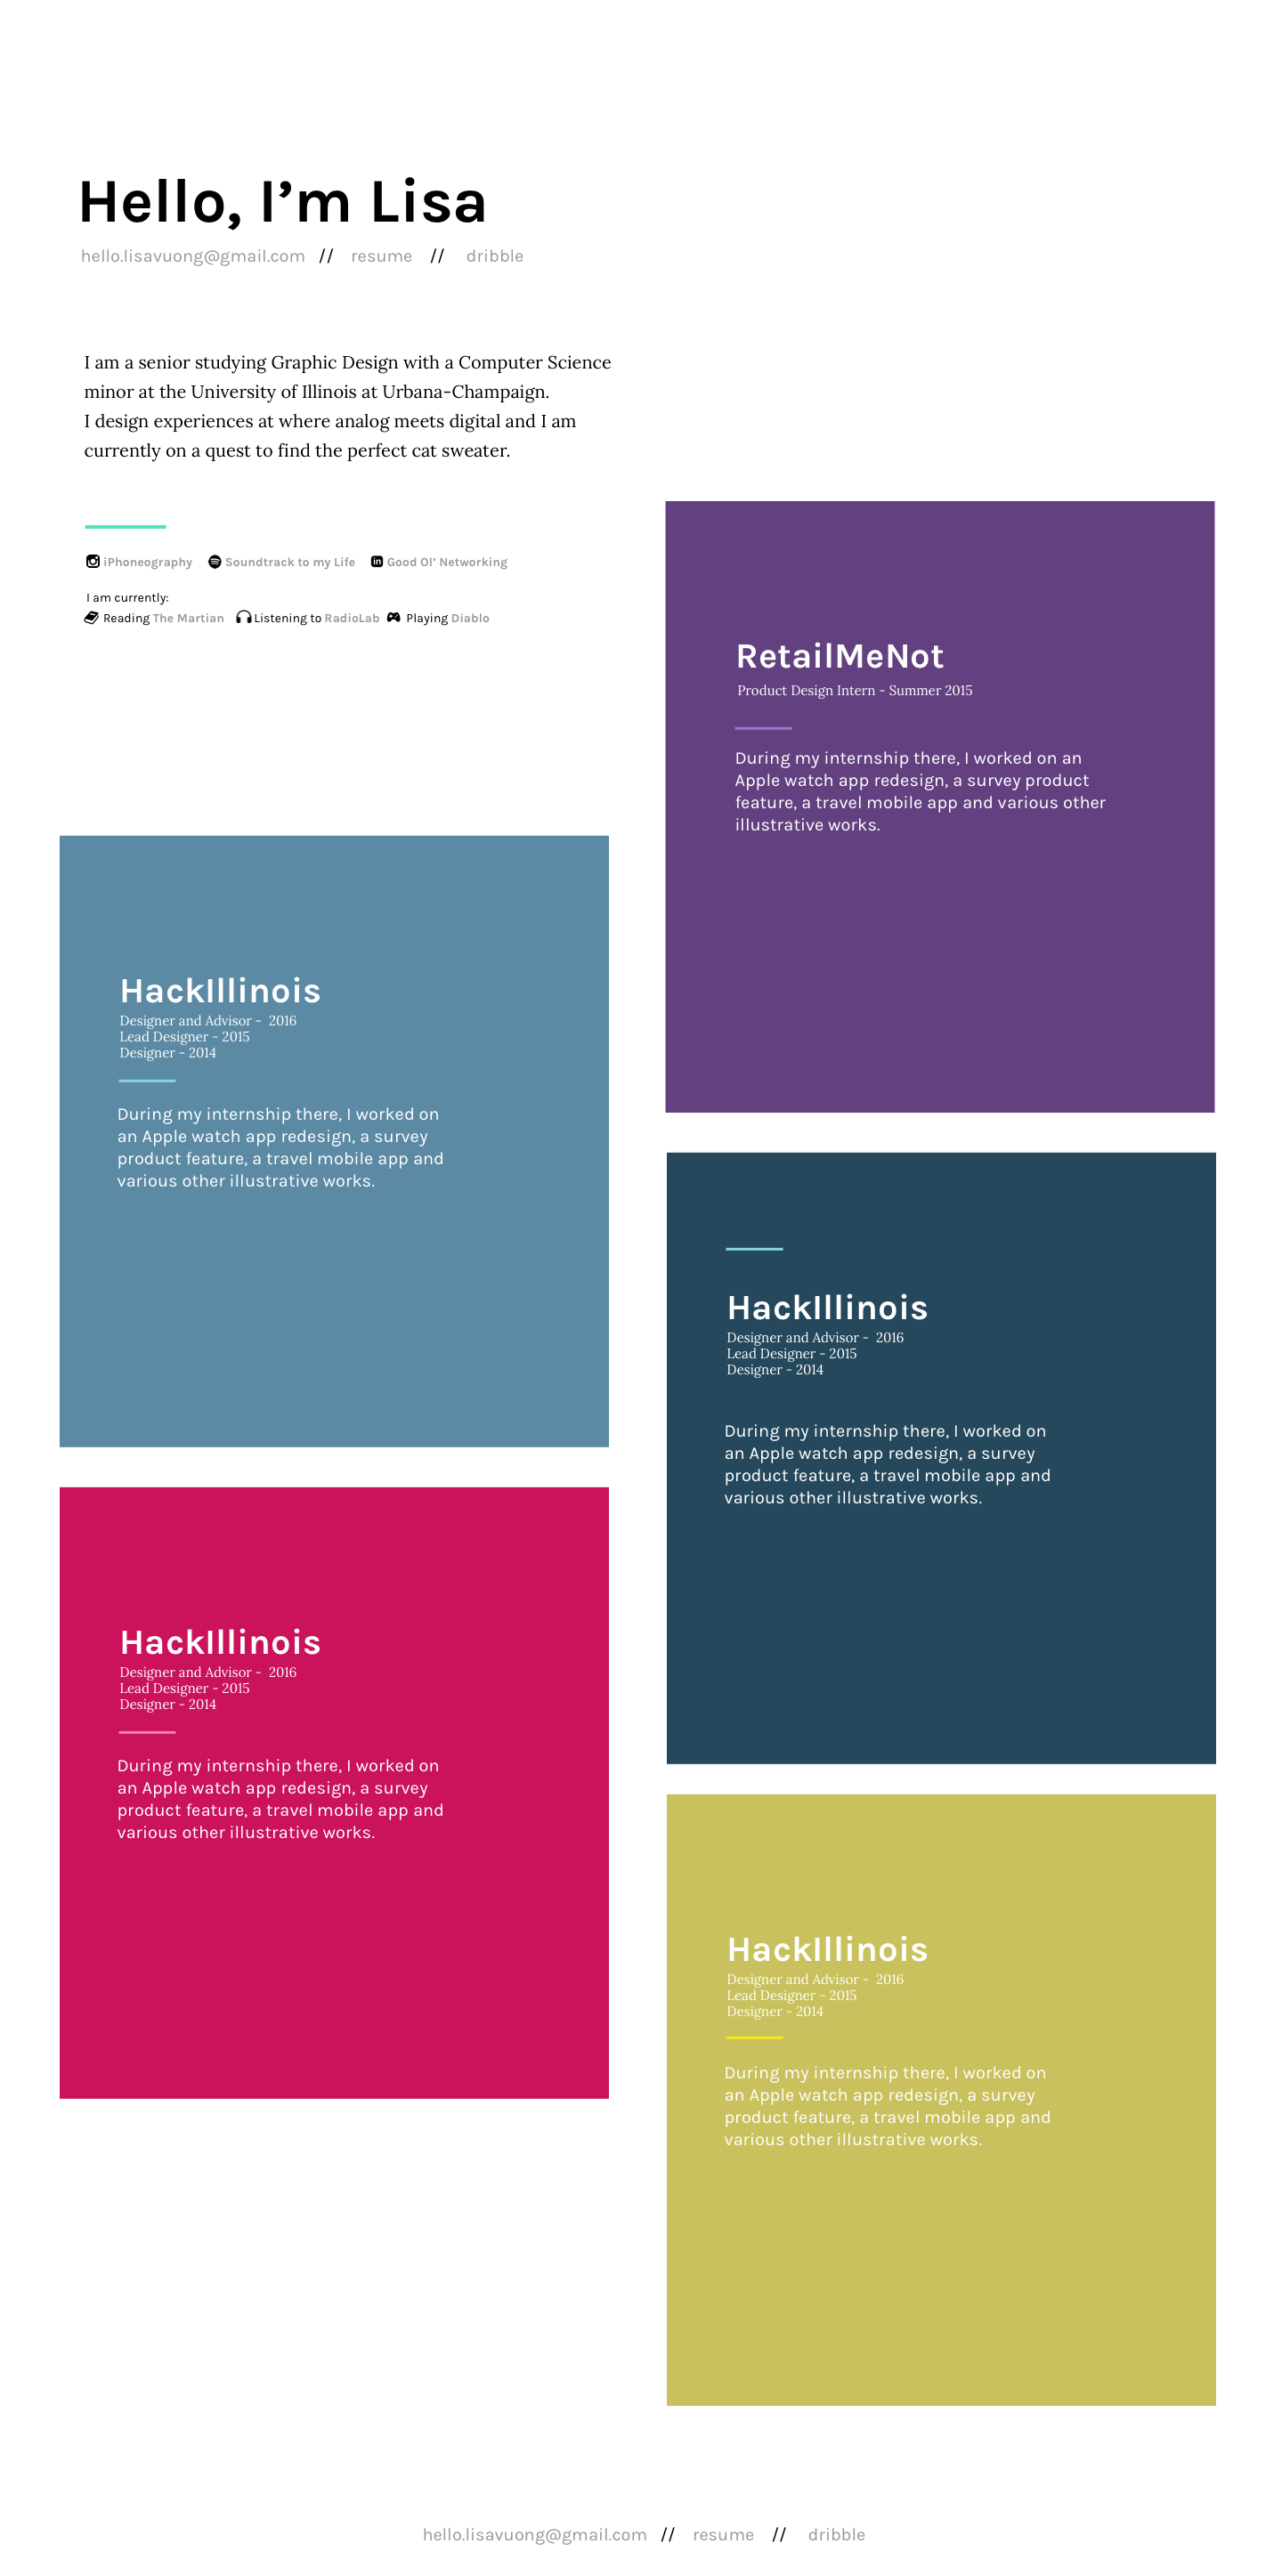 Hello, I’m Lisa
hello.lisavuong@gmail.com // resume // dribble
I am a senior studying Graphic Design with a Computer Science
minor at the University of Illinois at Urbana-Champaign.
I design experiences at where analog meets digital and I am
currently on a quest to find the perfect cat sweater.
iPhoneography Soundtrack to my Life in Good Ol’ Networking
I am currently:
Reading The Martian Listening to RadioLab Playing Diablo
RetailMeNot
Product Design Intern - Summer 2015
During my internship there, I worked on an
Apple watch app redesign, a survey product
feature, a travel mobile app and various other
illustrative works.
HackIllinois
Designer and Advisor - 2016
Lead Designer - 2015
Designer - 2014
During my internship there, I worked on
an Apple watch app redesign, a survey
product feature, a travel mobile app and
various other illustrative works.
HackIllinois
Designer and Advisor - 2016
Lead Designer - 2015
Designer - 2014
During my internship there, I worked on
an Apple watch app redesign, a survey
product feature, a travel mobile app and
various other illustrative works.
HackIllinois
Designer and Advisor - 2016
Lead Designer - 2015
Designer - 2014
During my internship there, I worked on
an Apple watch app redesign, a survey
product feature, a travel mobile app and
various other illustrative works.
HackIllinois
Designer and Advisor - 2016
Lead Designer - 2015
Designer - 2014
During my internship there, I worked on
an Apple watch app redesign, a survey
product feature, a travel mobile app and
various other illustrative works.
hello.lisavuong@gmail.com // resume // dribble